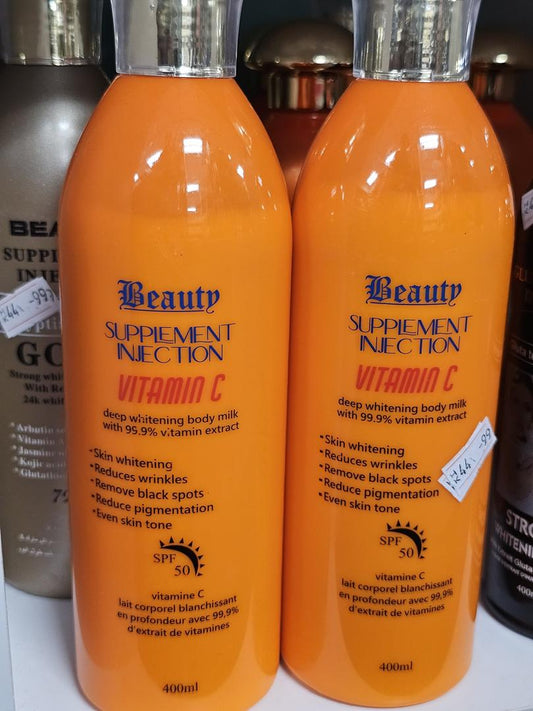 Beauty
SUPPLEMENT
INJECTION
VITAMIN C
deep whitening body milk
with 99.9% vitamin extract
•Skin whitening
•Reduces wrinkles
•Remove black spots
•Reduce pigmentation
•Even skin tone
SPF
50
vitamine C
lait corporel blanchissant
en profondeur avec 99,9%
d'extrait de vitamines
400ml
Beauty
SUPPLEMENT
INJECTION
VITAMIN C
deep whitening body milk
with 99.9% vitamin extract
•Skin whitening
•Reduces wrinkles
•Remove black spots
•Reduce pigmentation
•Even skin tone
SPF
50
vitamine C
lait corporel blanchissant
en profondeur avec 99,9%
d'extrait de vitamines
400ml